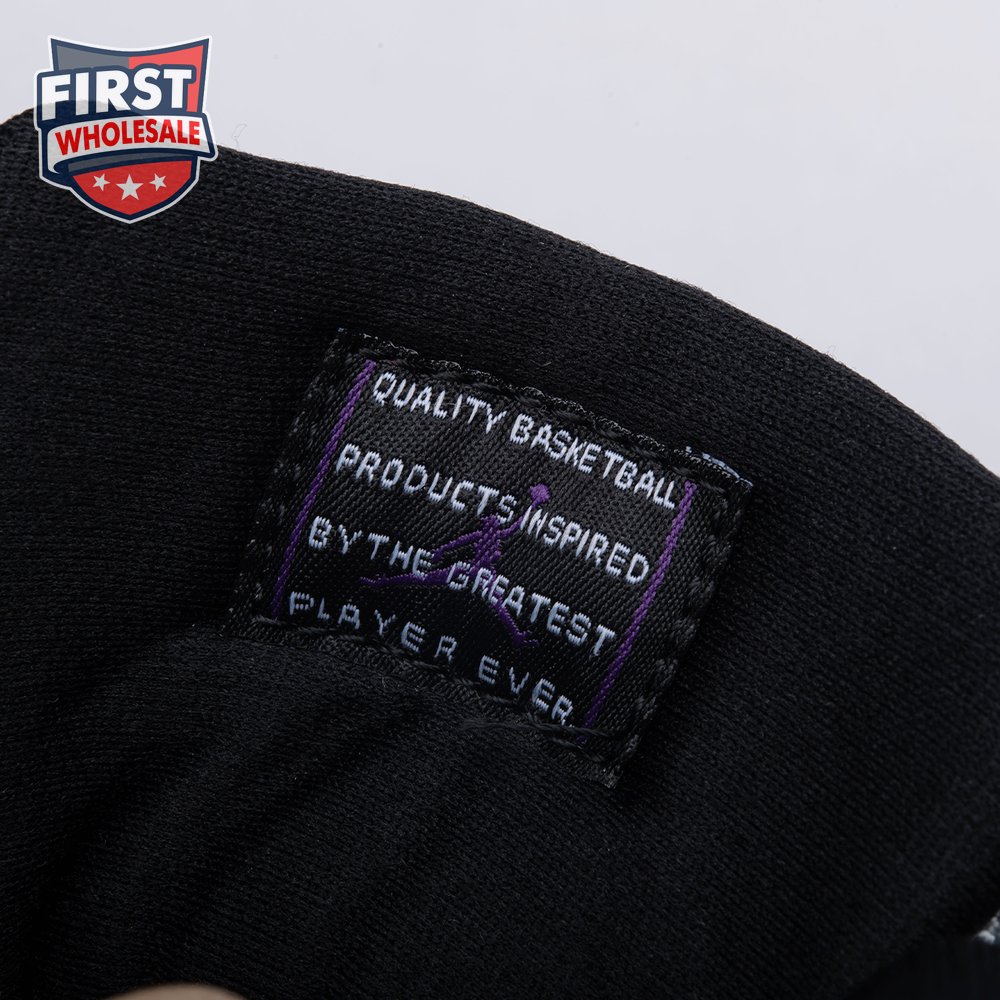 FIRST
WHOLESALE
QUALITY BASKETBALL
PRODUCTS INSPIRED
BY THE GREATEST
PLAYER EVER.